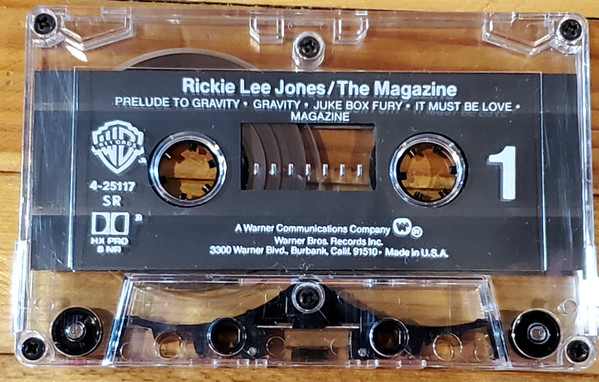 Rickie Lee Jones/The Magazine
PRELUDE TO GRAVITY • GRAVITY • JUKE BOX FURY • IT MUST BE LOVE •
MAGAZINE
WB
RECORDS
4-25117
SR
1
HX PRO
B NR
A Warner Communications Company
Warner Bros. Records Inc.
3300 Warner Blvd., Burbank, Calif. 91510 • Made in U.S.A.